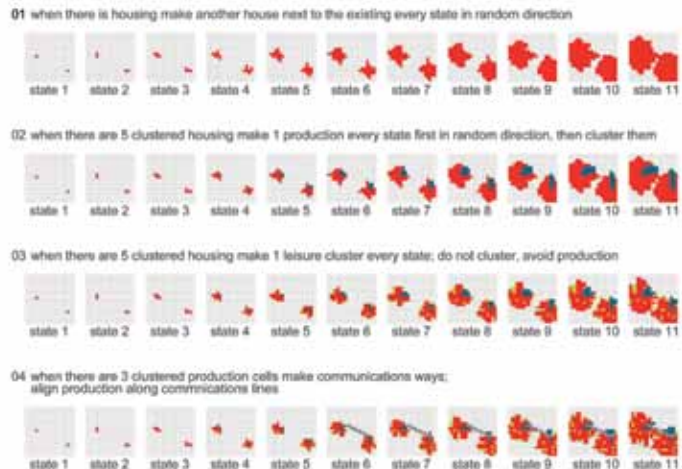 01 when there is housing make another house next to the existing every state in random direction
state 1 state 2 state 3 state 4 state 5 state 6 state 7 state 8 state 9 state 10 state 11
02 when there are 5 clustered housing make 1 production every state first in random direction, then cluster them
state 1 state 2 state 3 state 4 state 5 state 6 state 7 state 8 state 9 state 10 state 11
03 when there are 5 clustered housing make 1 leisure cluster every state; do not cluster, avoid production
state 1 state 2 state 3 state 4 state 5 state 6 state 7 state 8 state 9 state 10 state 11
04 when there are 3 clustered production cells make communications ways;
align production along commnications lines
state 1 state 2 state 3 state 4 state 5 state 6 state 7 state 8 state 9 state 10 state 11